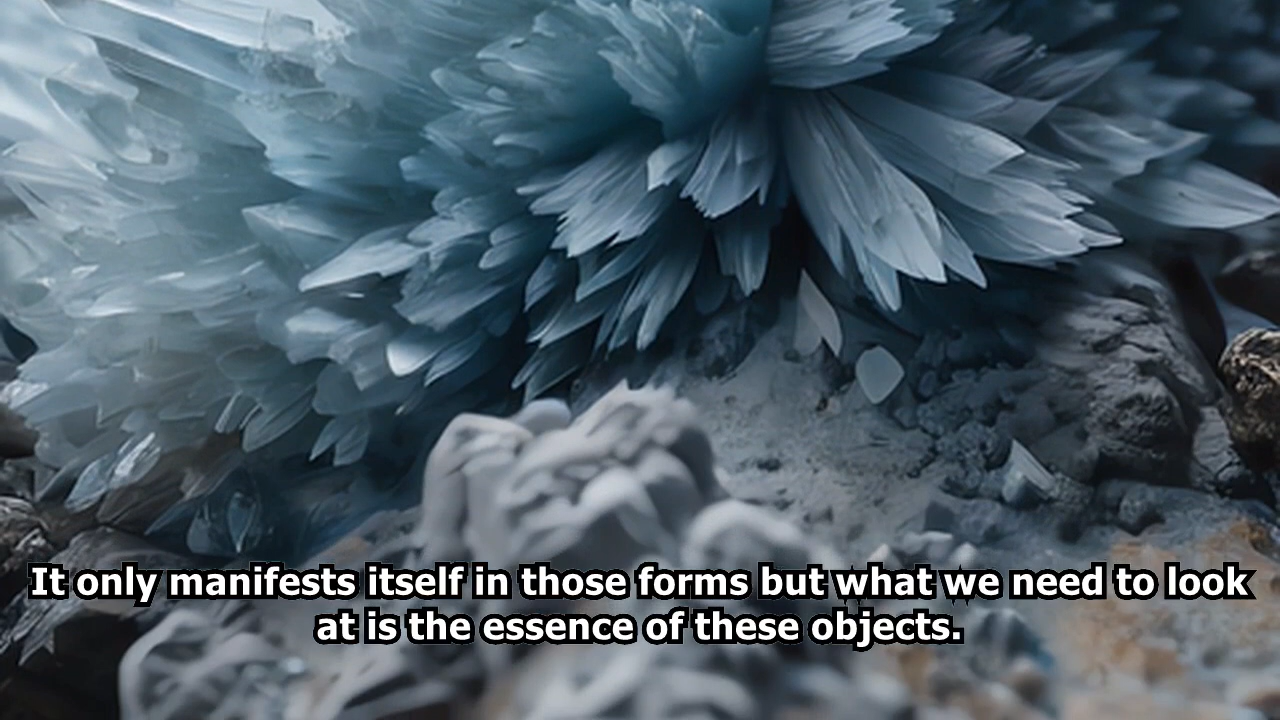 It only manifests itself in those forms but what we need to look
at is the essence of these objects.